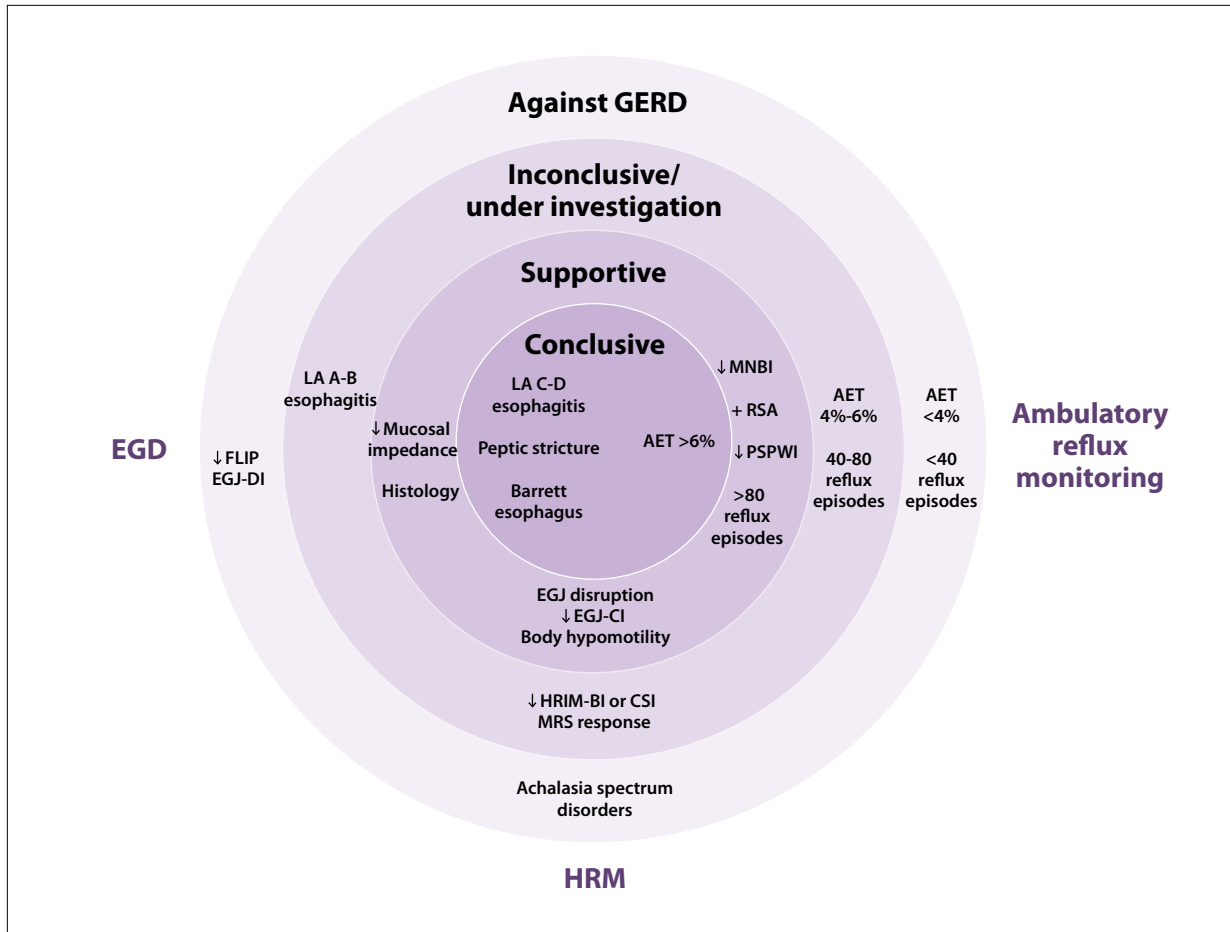 Against GERD
Inconclusive/
under investigation
Supportive
Conclusive
EGD
↓FLIP
EGJ-DI
LA A-B
esophagitis
↓Mucosal
impedance
Histology
LA C-D
esophagitis
Peptic stricture
Barrett
esophagus
AET >6%
↓MNBI
+ RSA
↓PSPWI
>80
reflux
episodes
AET
4%-6%
40-80
reflux
episodes
AET
<4%
<40
reflux
episodes
Ambulatory
reflux
monitoring
EGJ disruption
↓EGJ-CI
Body hypomotility
↓HRIM-BI or CSI
MRS response
Achalasia spectrum
disorders
HRM